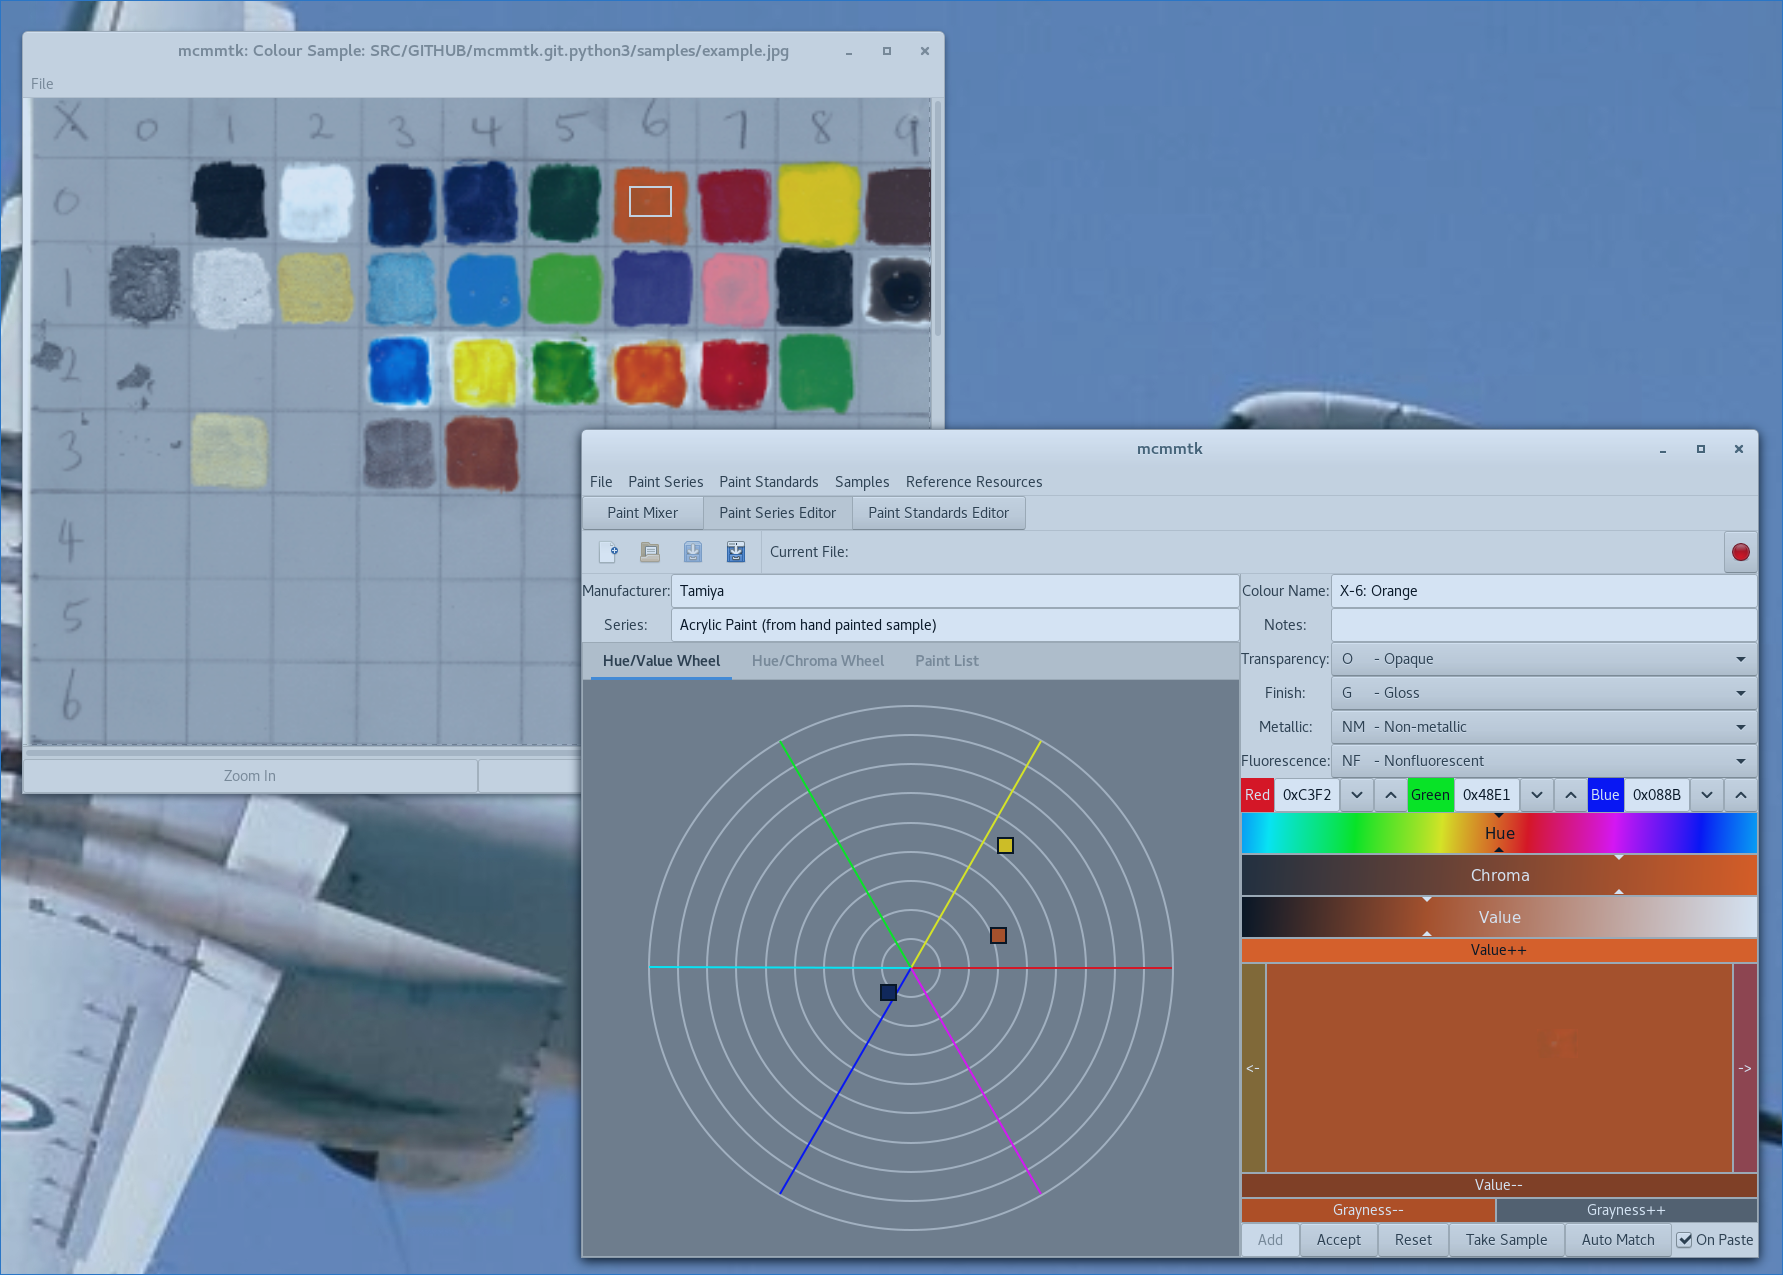 mcmmtk: Colour Sample: SRC/GITHUB/mcmmtk.git.python3/samples/example.jpg
File
X 0 1 2 3 4 5 6 7 8 9
0
1
2
3
4
5
6
Zoom In
mcmmtk
File Paint Series Paint Standards Samples Reference Resources
Paint Mixer Paint Series Editor Paint Standards Editor
Current File:
Manufacturer: Tamiya
Series: Acrylic Paint (from hand painted sample)
Hue/Value Wheel Hue/Chroma Wheel Paint List
Colour Name: X-6: Orange
Notes:
Transparency: O - Opaque
Finish: G - Gloss
Metallic: NM - Non-metallic
Fluorescence: NF - Nonfluorescent
Red 0xC3F2 Green 0x48E1 Blue 0x088B
Hue
Chroma
Value
Value++
<- ->
Value--
Grayness-- Grayness++
Add Accept Reset Take Sample Auto Match On Paste